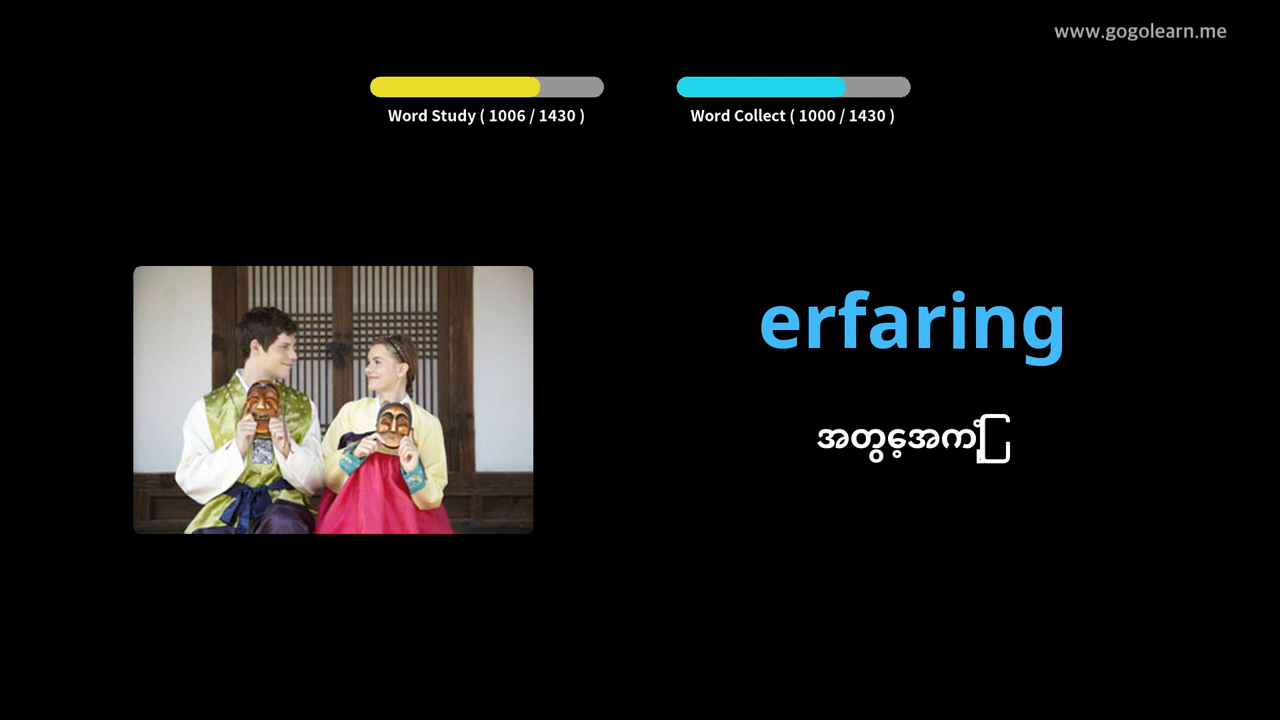 www.gogolearn.me
Word Study ( 1006 / 1430 )
Word Collect ( 1000 / 1430 )
erfaring
အတွေ့အကြုံ